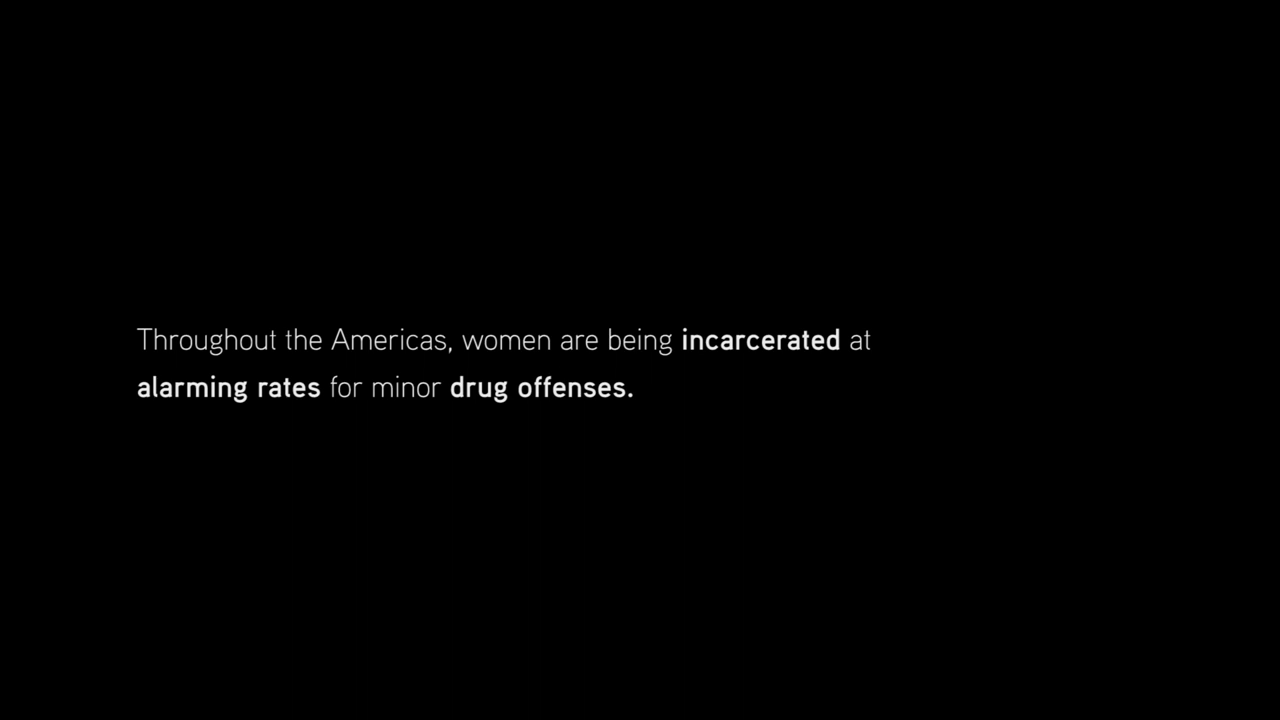 Throughout the Americas, women are being incarcerated at
alarming rates for minor drug offenses.